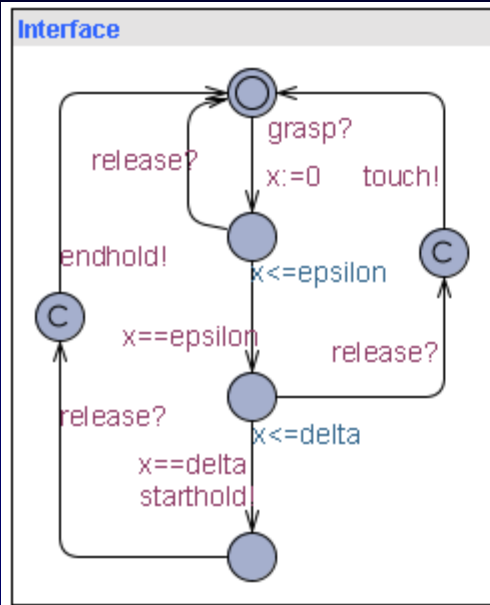 Interface
grasp?
release?
x:=0
touch!
endhold!
x<=epsilon
C
C
x==epsilon
release?
release?
x<=delta
x==delta
starthold!